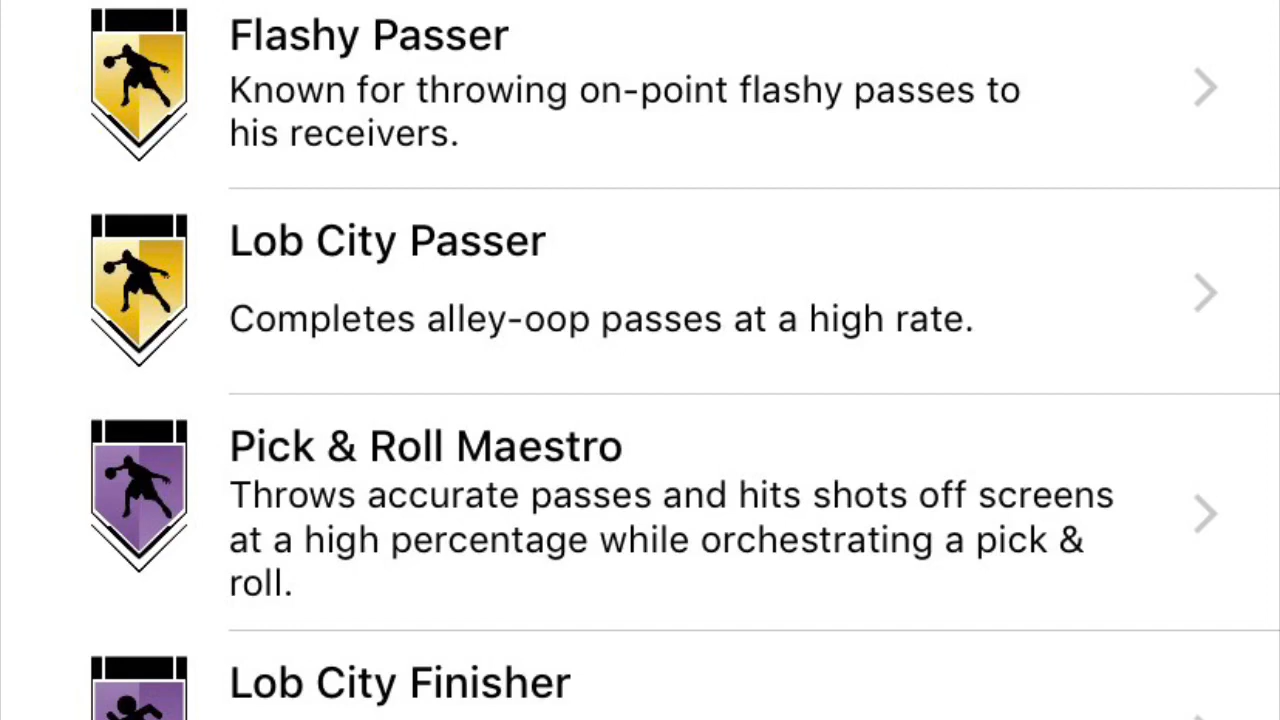 Flashy Passer
Known for throwing on-point flashy passes to
his receivers.
Lob City Passer
Completes alley-oop passes at a high rate.
Pick & Roll Maestro
Throws accurate passes and hits shots off screens
at a high percentage while orchestrating a pick &
roll.
Lob City Finisher